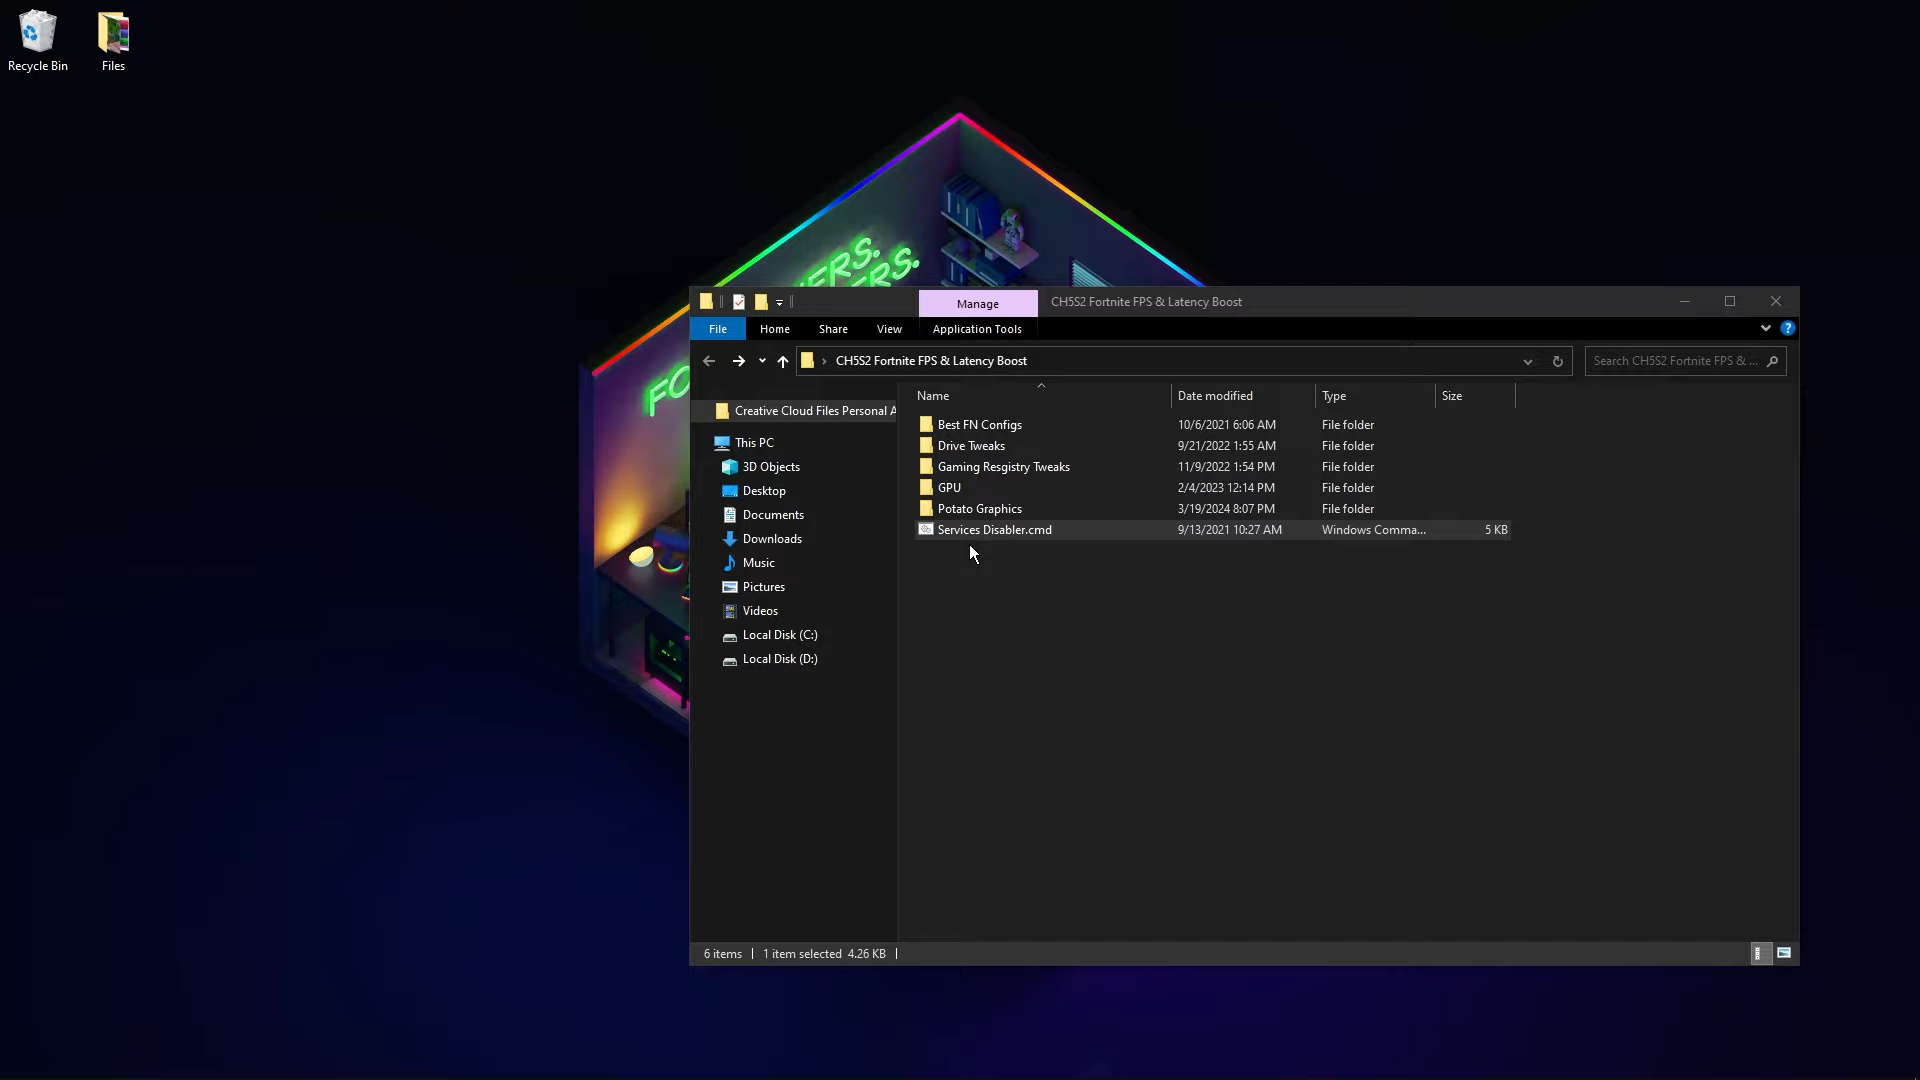 Recycle Bin
Files
FO
ERS.
ERS.
Manage
CH5S2 Fortnite FPS & Latency Boost
File
Home
Share
View
Application Tools
CH5S2 Fortnite FPS & Latency Boost
Search CH5S2 Fortnite FPS & ...
Creative Cloud Files Personal A
This PC
3D Objects
Desktop
Documents
Downloads
Music
Pictures
Videos
Local Disk (C:)
Local Disk (D:)
Name Date modified Type Size
Best FN Configs 10/6/2021 6:06 AM File folder
Drive Tweaks 9/21/2022 1:55 AM File folder
Gaming Resgistry Tweaks 11/9/2022 1:54 PM File folder
GPU 2/4/2023 12:14 PM File folder
Potato Graphics 3/19/2024 8:07 PM File folder
Services Disabler.cmd 9/13/2021 10:27 AM Windows Comma... 5 KB
6 items 1 item selected 4.26 KB